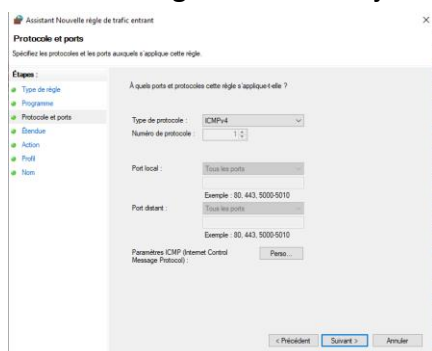 Assistant Nouvelle règle de trafic entrant
Protocole et ports
Spécifiez les protocoles et les ports auxquels s'applique cette règle.
Étapes :
Type de règle
Programme
Protocole et ports
Étendue
Action
Profil
Nom
À quels ports et protocoles cette règle s'applique-t-elle ?
Type de protocole : ICMPv4
Numéro de protocole : 1
Port local : Tous les ports
Exemple : 80, 443, 5000-5010
Port distant : Tous les ports
Exemple : 80, 443, 5000-5010
Paramètres ICMP (Internet Control Perso...
Message Protocol) :
< Précédent Suivant > Annuler